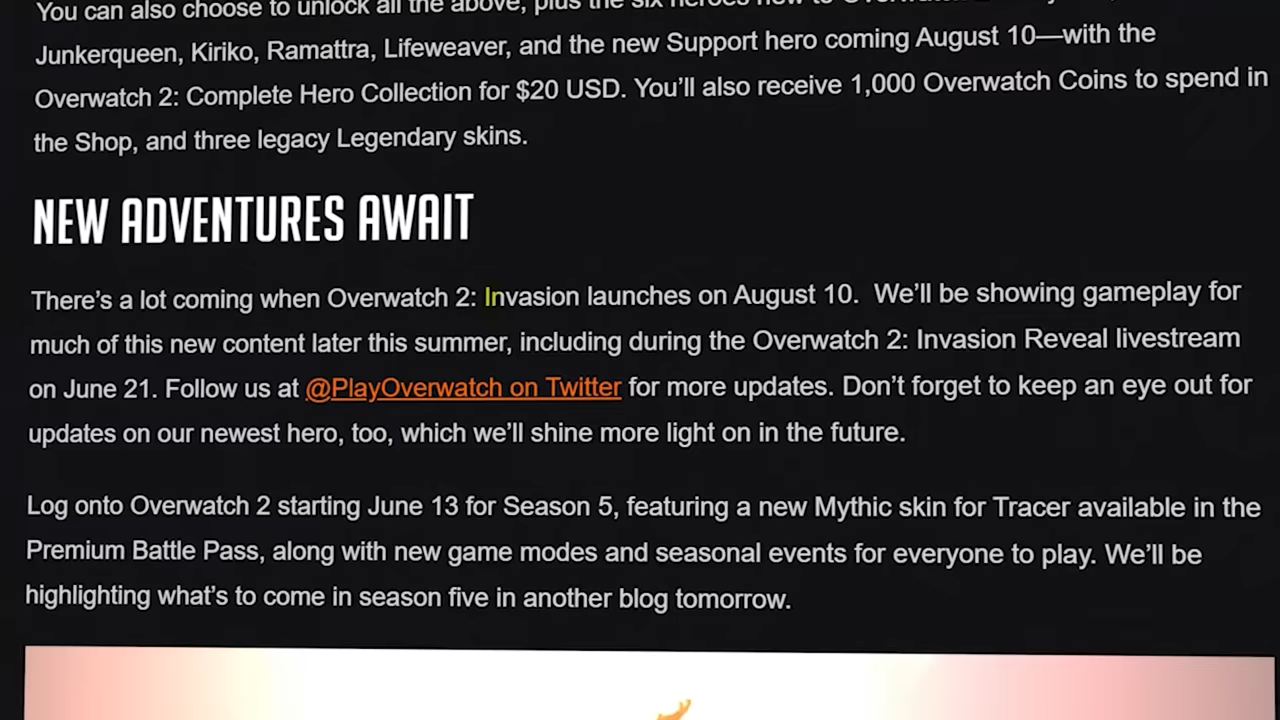 You can also choose to unlock all the above, plus the six heroes new to
Junkerqueen, Kiriko, Ramattra, Lifeweaver, and the new Support hero coming August 10—with the
Overwatch 2: Complete Hero Collection for $20 USD. You’ll also receive 1,000 Overwatch Coins to spend in
the Shop, and three legacy Legendary skins.
NEW ADVENTURES AWAIT
There’s a lot coming when Overwatch 2: Invasion launches on August 10. We’ll be showing gameplay for
much of this new content later this summer, including during the Overwatch 2: Invasion Reveal livestream
on June 21. Follow us at @PlayOverwatch on Twitter for more updates. Don’t forget to keep an eye out for
updates on our newest hero, too, which we’ll shine more light on in the future.
Log onto Overwatch 2 starting June 13 for Season 5, featuring a new Mythic skin for Tracer available in the
Premium Battle Pass, along with new game modes and seasonal events for everyone to play. We’ll be
highlighting what’s to come in season five in another blog tomorrow.